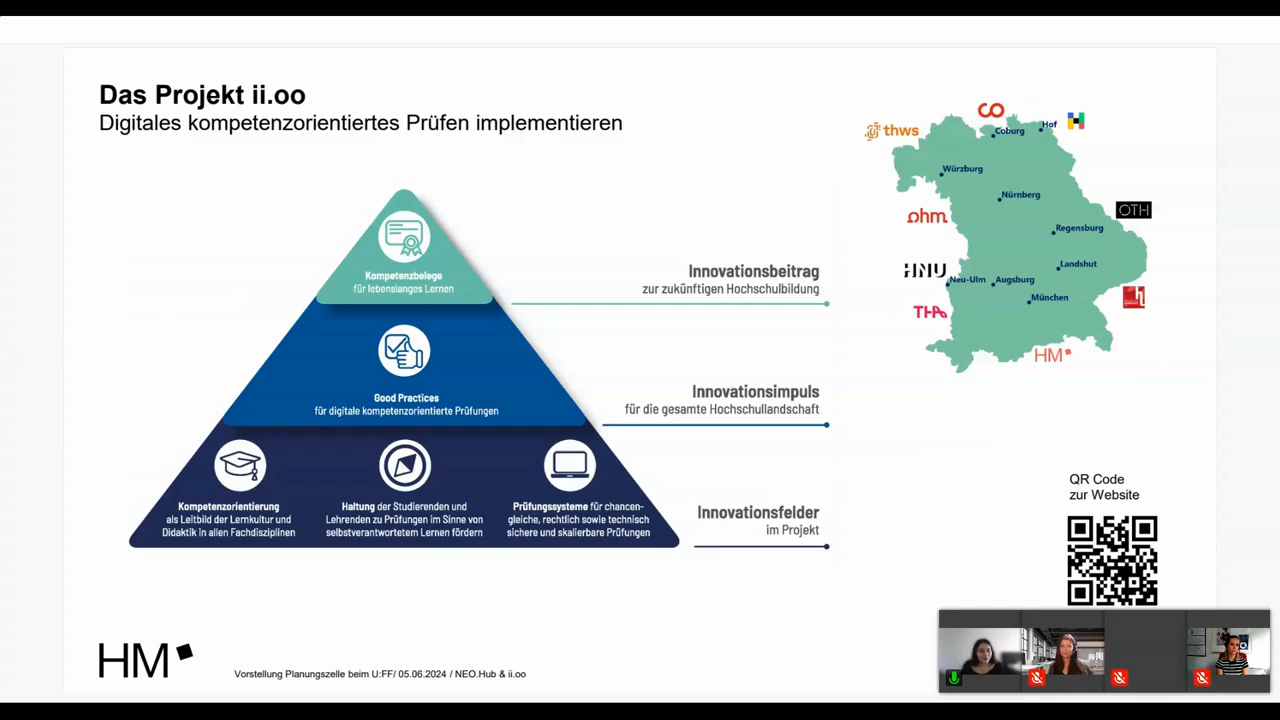 Das Projekt ii.oo
Digitales kompetenzorientiertes Prüfen implementieren
Kompetenzbelege
für lebenslanges Lernen
Good Practices
für digitale kompetenzorientierte Prüfungen
Kompetenzorientierung
als Leitbild der Lernkultur und
Didaktik in allen Fachdisziplinen
Haltung der Studierenden und
Lehrenden zu Prüfungen im Sinne von
selbstverantwortetem Lernen fördern
Prüfungssysteme für chancen-
gleiche, rechtlich sowie technisch
sichere und skalierbare Prüfungen
Innovationsbeitrag
zur zukünftigen Hochschulbildung
Innovationsimpuls
für die gesamte Hochschullandschaft
Innovationsfelder
im Projekt
CO
thws
Coburg
Hof
H
Würzburg
Nürnberg
ohm
OTH
Regensburg
HNU
Landshut
Neu-Ulm
Augsburg
München
THA
HM
QR Code
zur Website
HM
Vorstellung Planungszelle beim U:FF/ 05.06.2024 / NEO.Hub & ii.oo